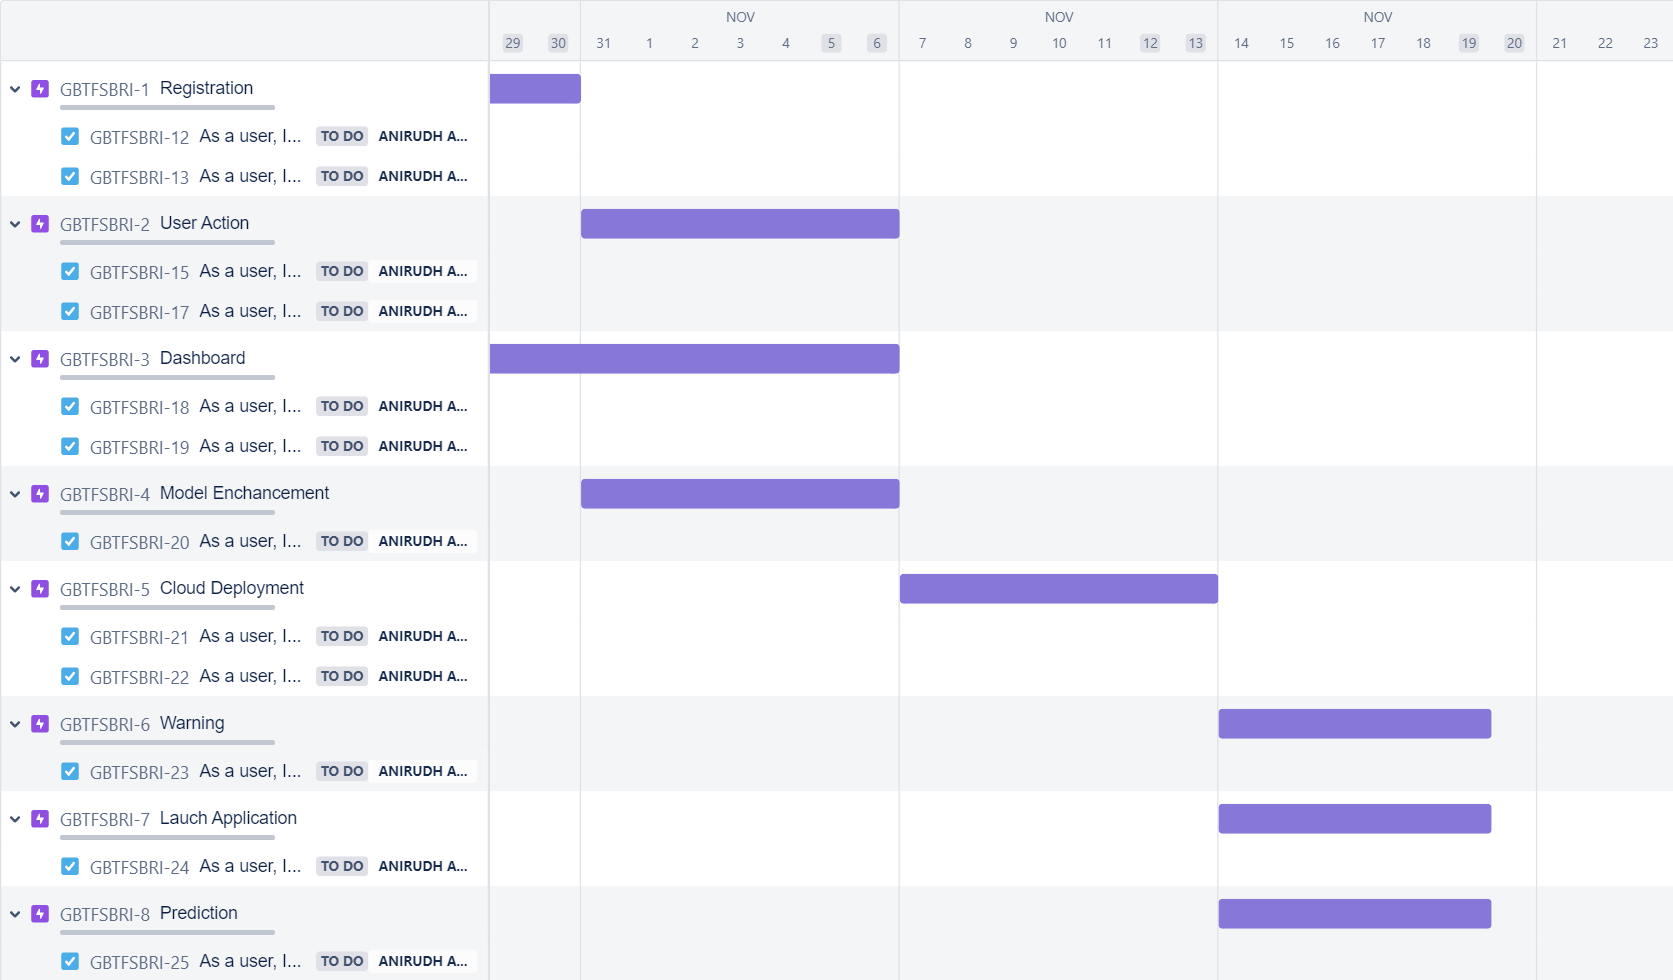 NOV NOV NOV
29 30 31 1 2 3 4 5 6 7 8 9 10 11 12 13 14 15 16 17 18 19 20 21 22 23
GBTFSBRI-1 Registration
GBTFSBRI-12 As a user, I... TO DO ANIRUDH A...
GBTFSBRI-13 As a user, I... TO DO ANIRUDH A...
GBTFSBRI-2 User Action
GBTFSBRI-15 As a user, I... TO DO ANIRUDH A...
GBTFSBRI-17 As a user, I... TO DO ANIRUDH A...
GBTFSBRI-3 Dashboard
GBTFSBRI-18 As a user, I... TO DO ANIRUDH A...
GBTFSBRI-19 As a user, I... TO DO ANIRUDH A...
GBTFSBRI-4 Model Enchancement
GBTFSBRI-20 As a user, I... TO DO ANIRUDH A...
GBTFSBRI-5 Cloud Deployment
GBTFSBRI-21 As a user, I... TO DO ANIRUDH A...
GBTFSBRI-22 As a user, I... TO DO ANIRUDH A...
GBTFSBRI-6 Warning
GBTFSBRI-23 As a user, I... TO DO ANIRUDH A...
GBTFSBRI-7 Lauch Application
GBTFSBRI-24 As a user, I... TO DO ANIRUDH A...
GBTFSBRI-8 Prediction
GBTFSBRI-25 As a user, I... TO DO ANIRUDH A...